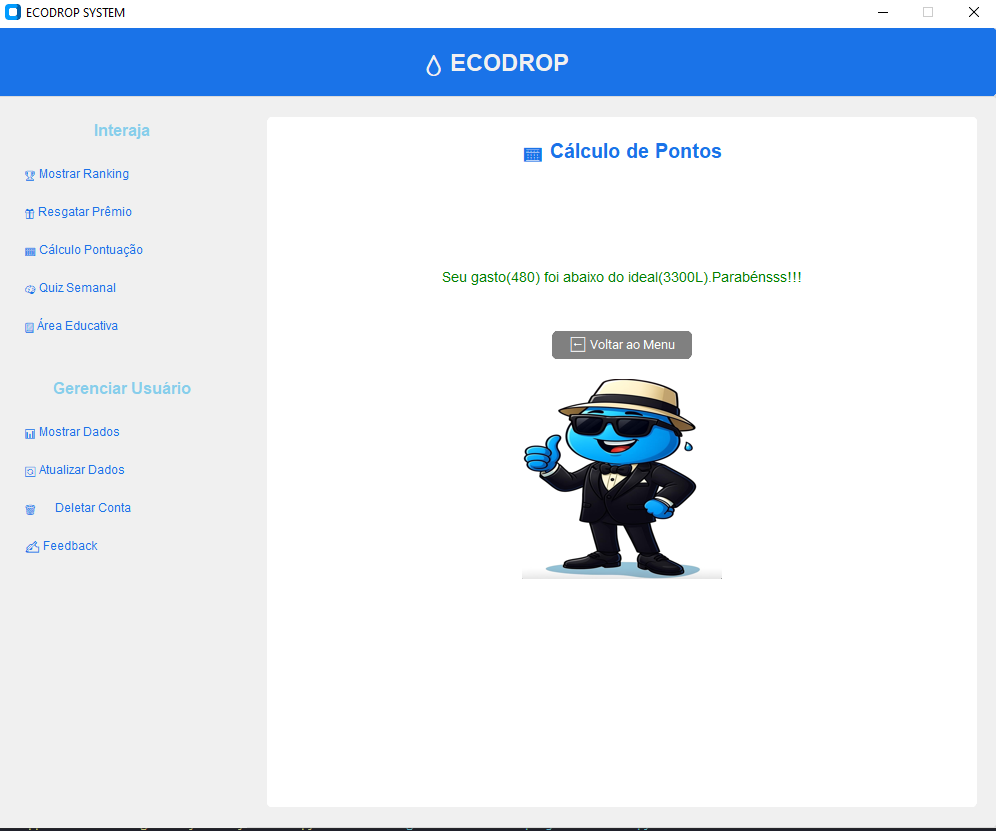 ECODROP SYSTEM
ECODROP
Interaja
Mostrar Ranking
Resgatar Prêmio
Cálculo Pontuação
Quiz Semanal
Área Educativa
Gerenciar Usuário
Mostrar Dados
Atualizar Dados
Deletar Conta
Feedback
Cálculo de Pontos
Seu gasto(480) foi abaixo do ideal(3300L).Parabénsss!!!
Voltar ao Menu